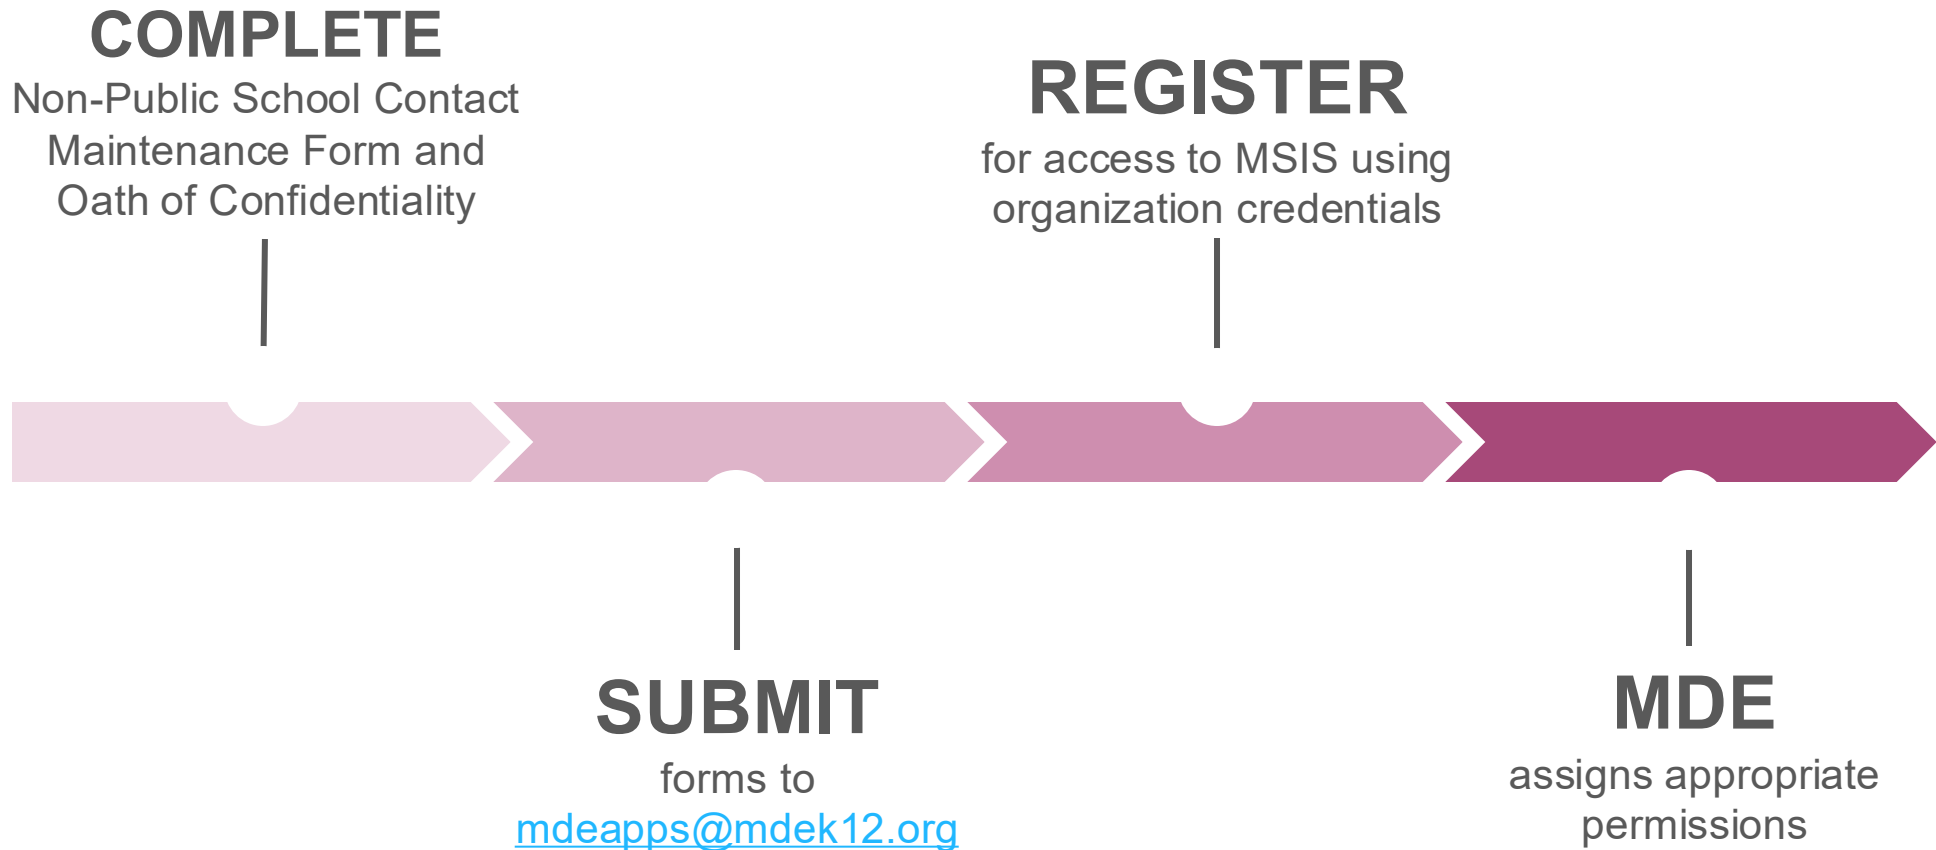 COMPLETE
Non-Public School Contact
Maintenance Form and
Oath of Confidentiality
SUBMIT
forms to
mdeapps@mdek12.org
REGISTER
for access to MSIS using
organization credentials
MDE
assigns appropriate
permissions